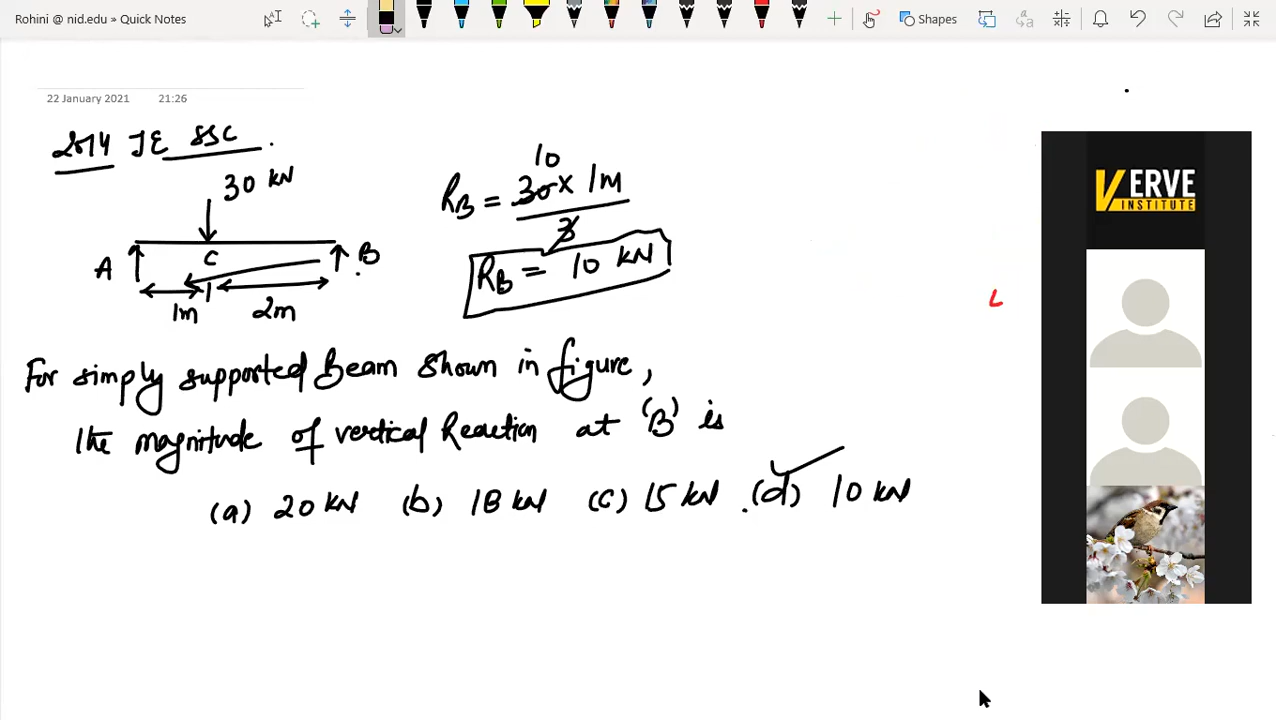 Rohini @ nid.edu » Quick Notes
Shapes
22 January 2021 21:26
2014 JE SSC.
30 kN
A
C
B
1m
2m
10
RB = 30 x 1m
3
RB = 10 kN
VERVE
INSTITUTE
For simply supported Beam shown in figure,
the magnitude of vertical Reaction at 'B' is
(a) 20 kN (b) 18 kN (c) 15 kN. (d) 10 kN